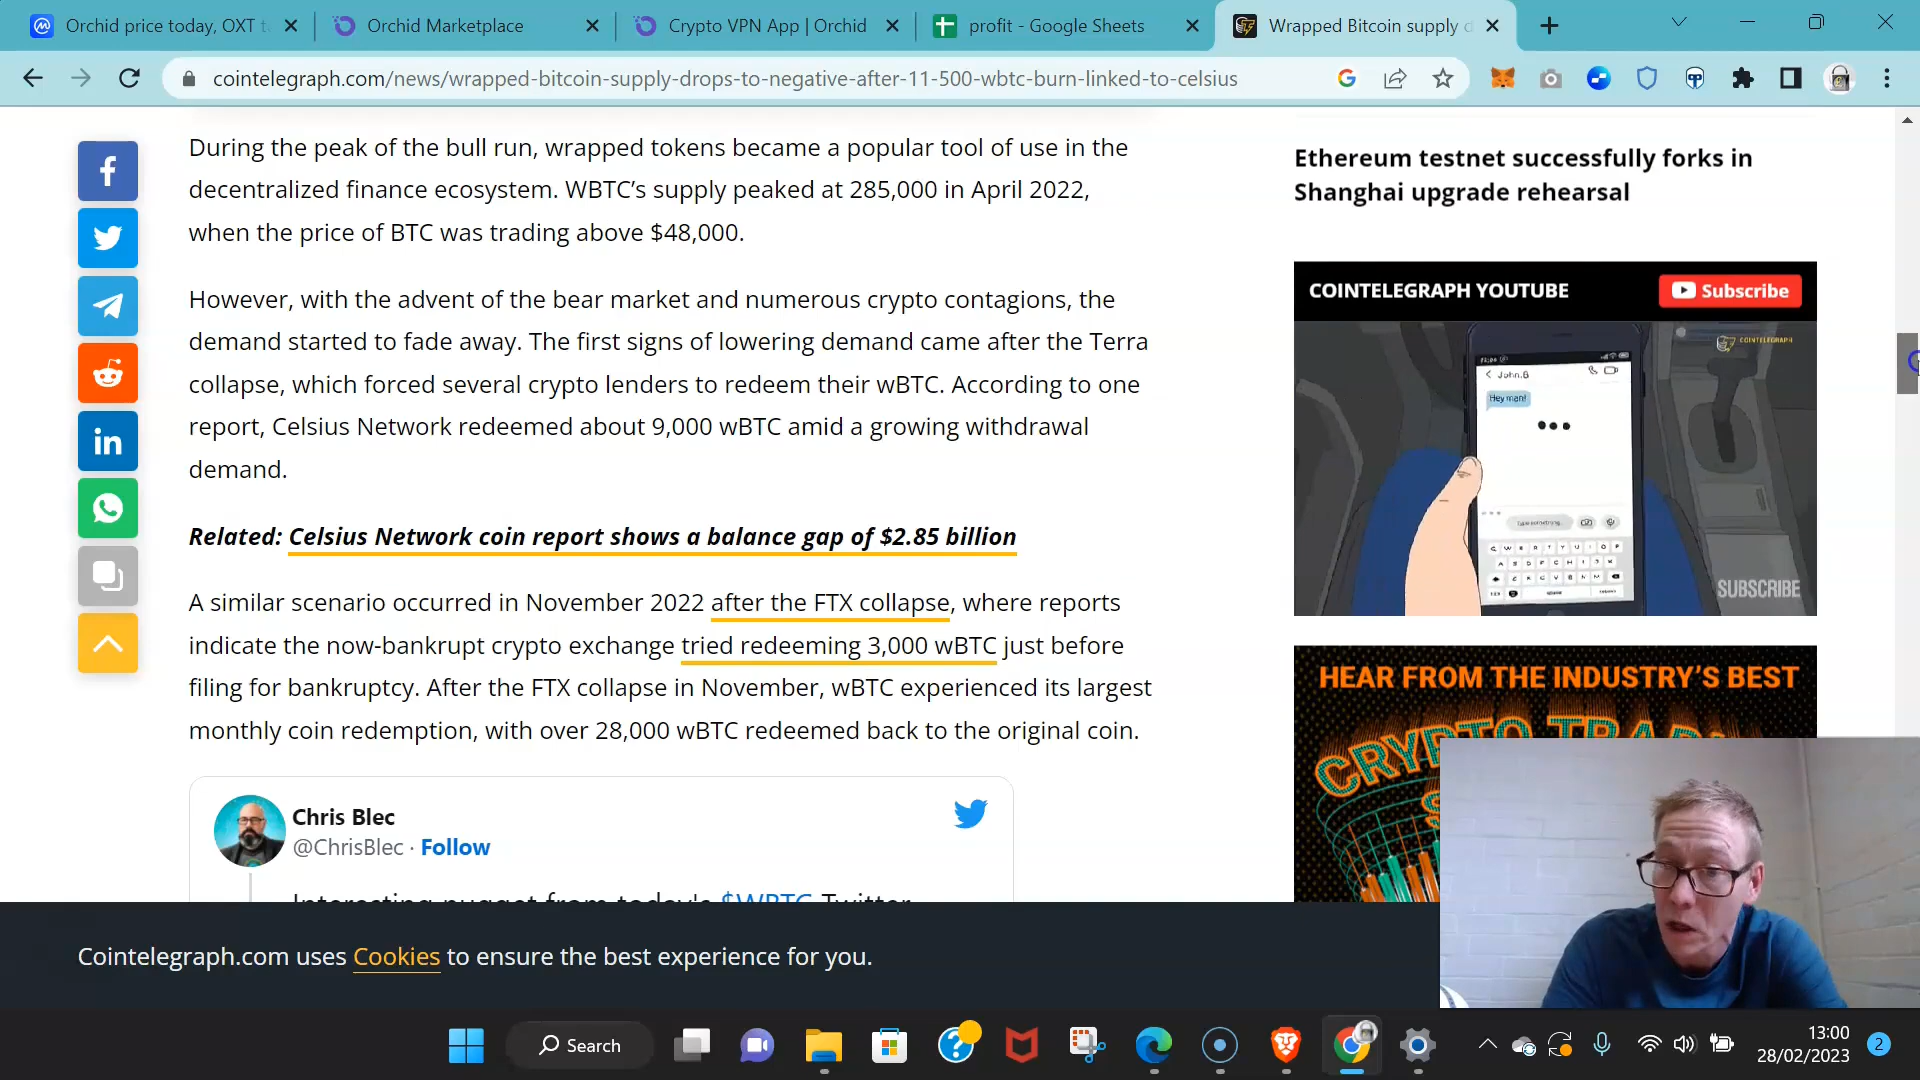 Orchid price today, OXT t
Orchid Marketplace
Crypto VPN App | Orchid
profit - Google Sheets
Wrapped Bitcoin supply d
cointelegraph.com/news/wrapped-bitcoin-supply-drops-to-negative-after-11-500-wbtc-burn-linked-to-celsius
During the peak of the bull run, wrapped tokens became a popular tool of use in the
decentralized finance ecosystem. WBTC’s supply peaked at 285,000 in April 2022,
when the price of BTC was trading above $48,000.
However, with the advent of the bear market and numerous crypto contagions, the
demand started to fade away. The first signs of lowering demand came after the Terra
collapse, which forced several crypto lenders to redeem their wBTC. According to one
report, Celsius Network redeemed about 9,000 wBTC amid a growing withdrawal
demand.
Related: Celsius Network coin report shows a balance gap of $2.85 billion
A similar scenario occurred in November 2022 after the FTX collapse, where reports
indicate the now-bankrupt crypto exchange tried redeeming 3,000 wBTC just before
filing for bankruptcy. After the FTX collapse in November, wBTC experienced its largest
monthly coin redemption, with over 28,000 wBTC redeemed back to the original coin.
Chris Blec
@ChrisBlec · Follow
Interesting nugget from today's $WBTC Twitter
Ethereum testnet successfully forks in
Shanghai upgrade rehearsal
COINTELEGRAPH YOUTUBE
Subscribe
COINTELEGRAPH
John.B
Hey man!
SUBSCRIBE
HEAR FROM THE INDUSTRY’S BEST
Cointelegraph.com uses Cookies to ensure the best experience for you.
Search
13:00
28/02/2023
2